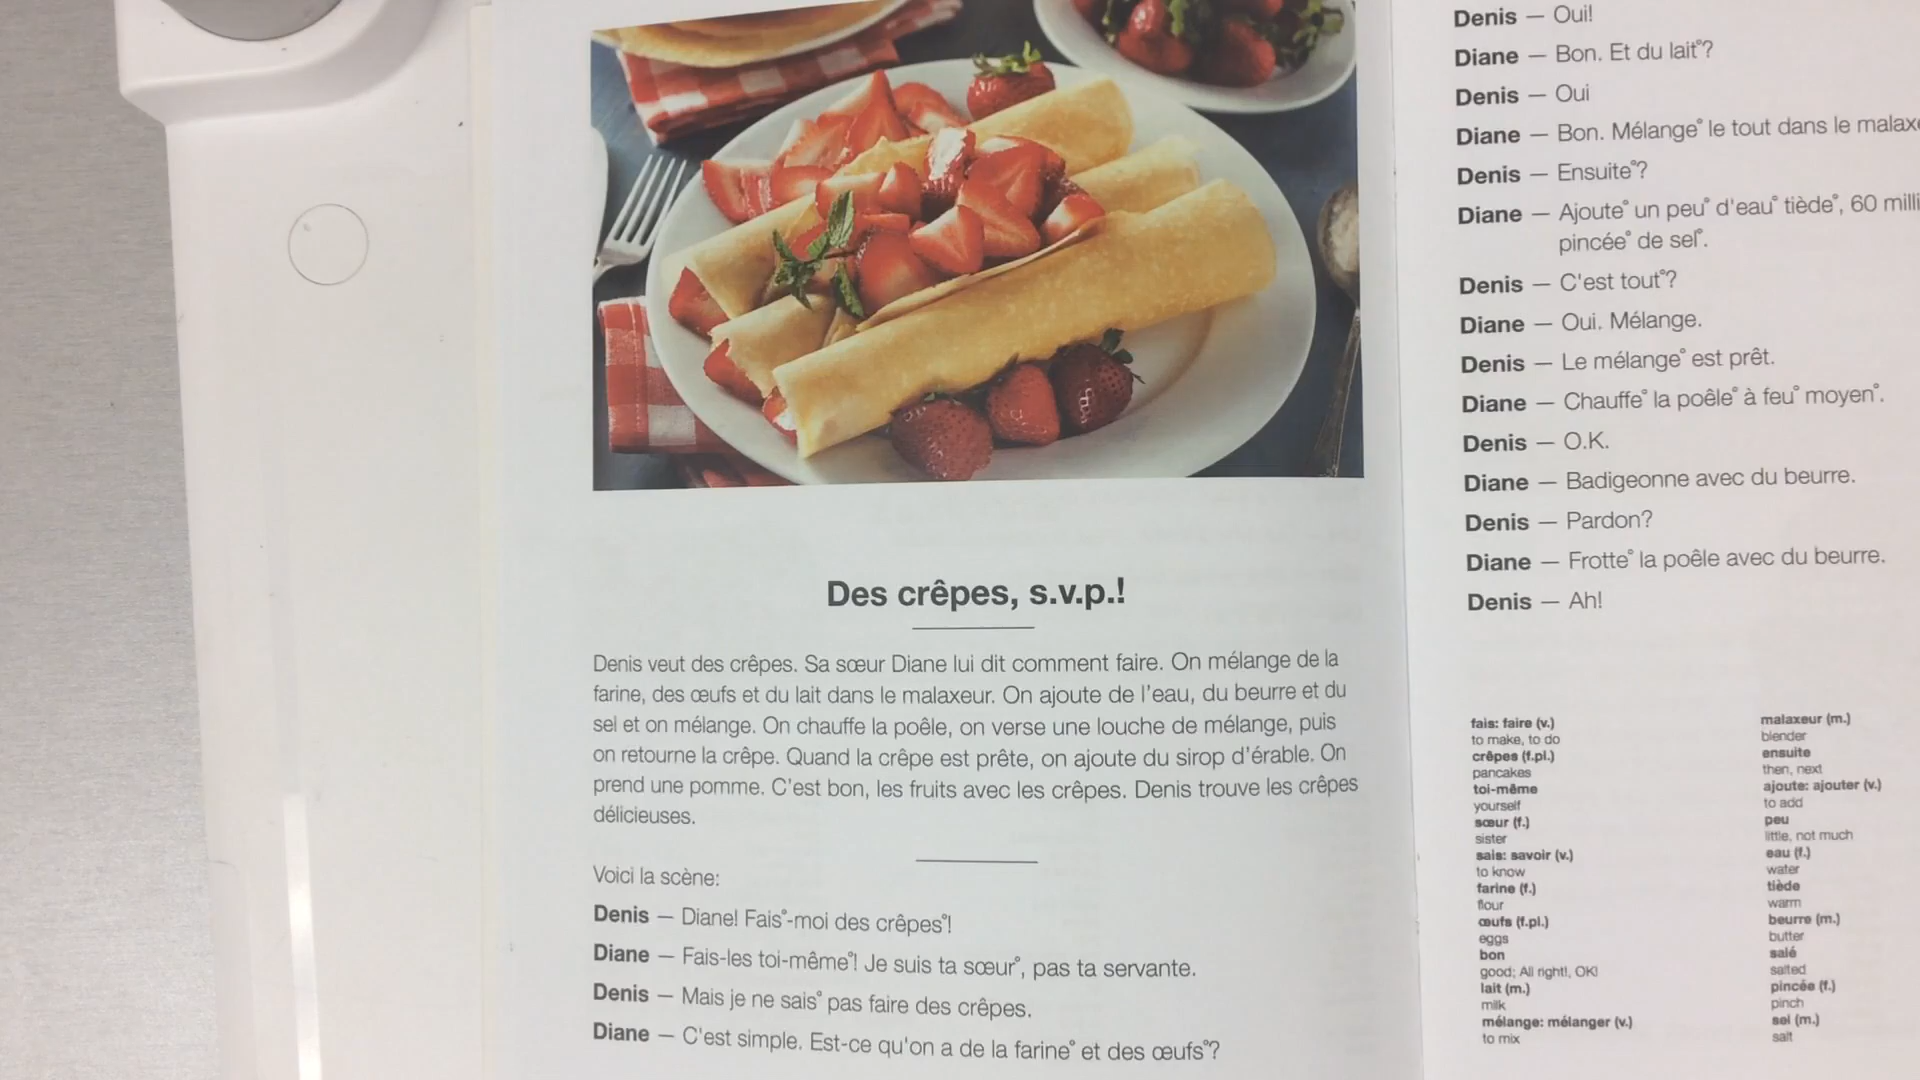 Des crêpes, s.v.p.!
Denis veut des crêpes. Sa sœur Diane lui dit comment faire. On mélange de la
farine, des œufs et du lait dans le malaxeur. On ajoute de l'eau, du beurre et du
sel et on mélange. On chauffe la poêle, on verse une louche de mélange, puis
on retourne la crêpe. Quand la crêpe est prête, on ajoute du sirop d'érable. On
prend une pomme. C'est bon, les fruits avec les crêpes. Denis trouve les crêpes
délicieuses.
Voici la scène:
Denis — Diane! Fais°-moi des crêpes°!
Diane — Fais-les toi-même°! Je suis ta sœur°, pas ta servante.
Denis — Mais je ne sais° pas faire des crêpes.
Diane — C'est simple. Est-ce qu'on a de la farine° et des œufs°?
Denis — Oui!
Diane — Bon. Et du lait°?
Denis — Oui
Diane — Bon. Mélange° le tout dans le
Denis — Ensuite°?
Diane — Ajoute° un peu° d'eau° tiède°, 60
pincée° de sel°.
Denis — C'est tout°?
Diane — Oui. Mélange.
Denis — Le mélange° est prêt.
Diane — Chauffe° la poêle° à feu° moyen°.
Denis — O.K.
Diane — Badigeonne avec du beurre.
Denis — Pardon?
Diane — Frotte° la poêle avec du beurre.
Denis — Ah!
fais: faire (v.)
to make, to do
crêpes (f.pl.)
pancakes
toi-même
yourself
sœur (f.)
sister
sais: savoir (v.)
to know
farine (f.)
flour
œufs (f.pl.)
eggs
bon
good; All right!, OK!
lait (m.)
milk
mélange: mélanger (v.)
to mix
malaxeur (m.)
blender
ensuite
then, next
ajoute: ajouter (v.)
to add
peu
little, not much
eau (f.)
water
tiède
warm
beurre (m.)
butter
salé
salted
pincée (f.)
pinch
sel (m.)
salt